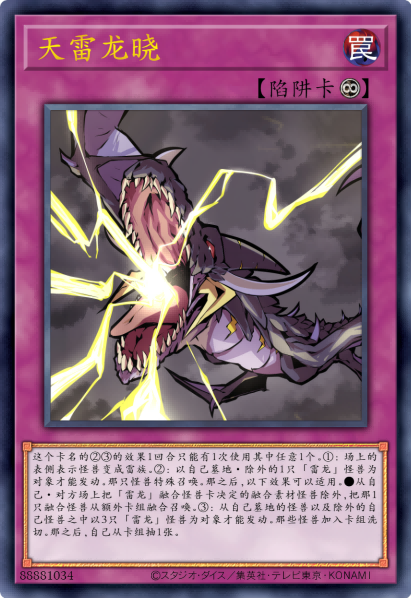 天雷龙晓
罠
【陷阱卡♾】
这个卡名的②③的效果1回合只能有1次使用其中任意1个。①：场上的
表侧表示怪兽变成雷族。②：以自己墓地・除外的1只「雷龙」怪兽为
对象才能发动。那只怪兽特殊召唤。那之后，以下效果可以适用。●从自
己・对方场上把「雷龙」融合怪兽卡决定的融合素材怪兽除外，把那1
只融合怪兽从额外卡组融合召唤。③：从自己墓地的怪兽以及除外的自
己怪兽之中以3只「雷龙」怪兽为对象才能发动。那些怪兽加入卡组洗
切。那之后，自己从卡组抽1张。
88881034
©スタジオ・ダイス／集英社・テレビ東京・KONAMI